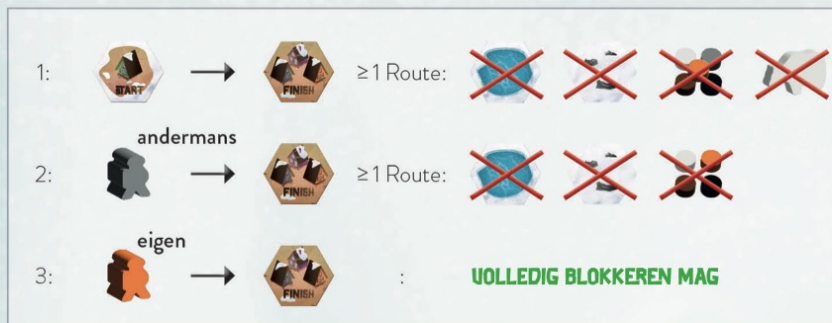 1: START → FINISH ≥1 Route:
andermans
2: → FINISH ≥1 Route:
eigen
3: → FINISH : VOLLEDIG BLOKKEREN MAG